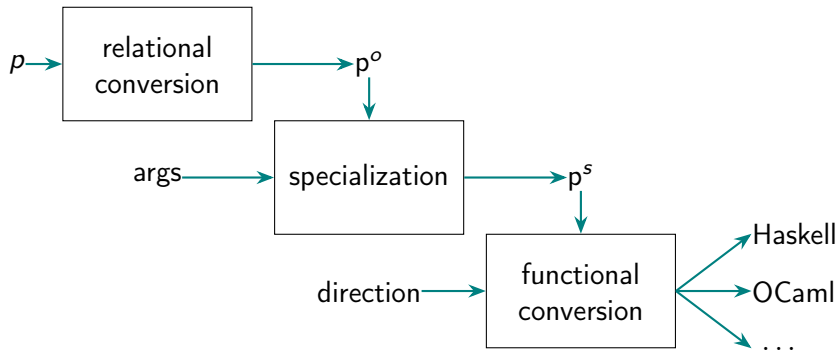 p
relational
conversion
pᵒ
args
specialization
pˢ
direction
functional
conversion
Haskell
OCaml
...